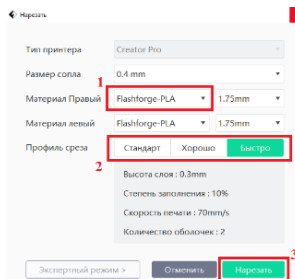 Нарезать
Тип принтера Creator Pro
Размер сопла 0.4 mm
1
Материал Правый Flashforge-PLA 1.75mm
Материал левый Flashforge-PLA 1.75mm
Профиль среза Стандарт Хорошо Быстро
2
Высота слоя : 0.3mm
Степень заполнения : 10%
Скорость печати : 70mm/s
Количество оболочек : 2
3
Экспертный режим > Отменить Нарезать